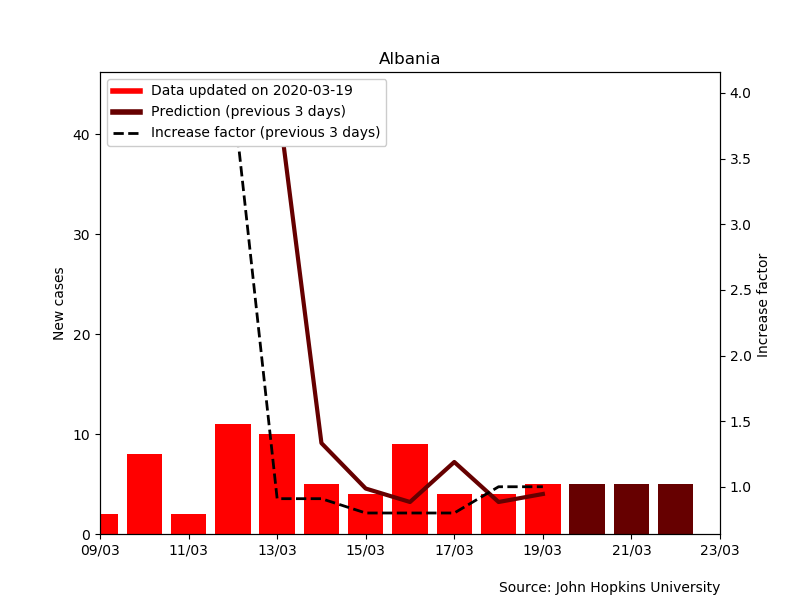 Albania
Data updated on 2020-03-19
Prediction (previous 3 days)
Increase factor (previous 3 days)
New cases
40
30
20
10
0
4.0
3.5
3.0
2.5
2.0
1.5
1.0
Increase factor
09/03 11/03 13/03 15/03 17/03 19/03 21/03 23/03
Source: John Hopkins University